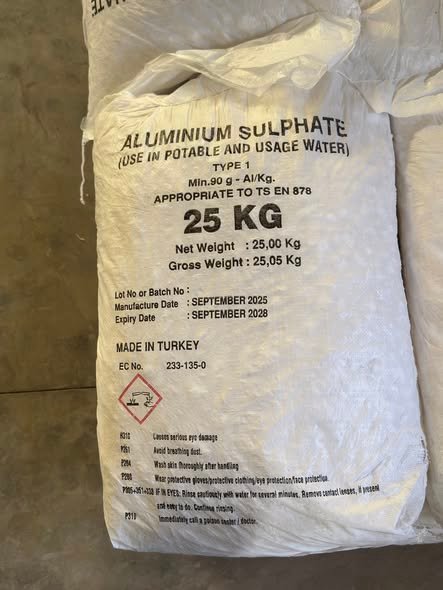 ALUMINIUM SULPHATE
(USE IN POTABLE AND USAGE WATER)
TYPE 1
Min.90 g - Al/Kg.
APPROPRIATE TO TS EN 878
25 KG
Net Weight : 25,00 Kg
Gross Weight : 25,05 Kg
Lot No or Batch No :
Manufacture Date : SEPTEMBER 2025
Expiry Date : SEPTEMBER 2028
MADE IN TURKEY
EC No. 233-135-0
H318 Causes serious eye damage
P261 Avoid breathing dust.
P264 Wash skin thoroughly after handling
P280 Wear protective gloves/protective clothing/eye protection/face protection.
P305+351+338 IF IN EYES: Rinse cautiously with water for several minutes. Remove contact lenses, if present
and easy to do. Continue rinsing.
P310 Immediately call a poison center / doctor.